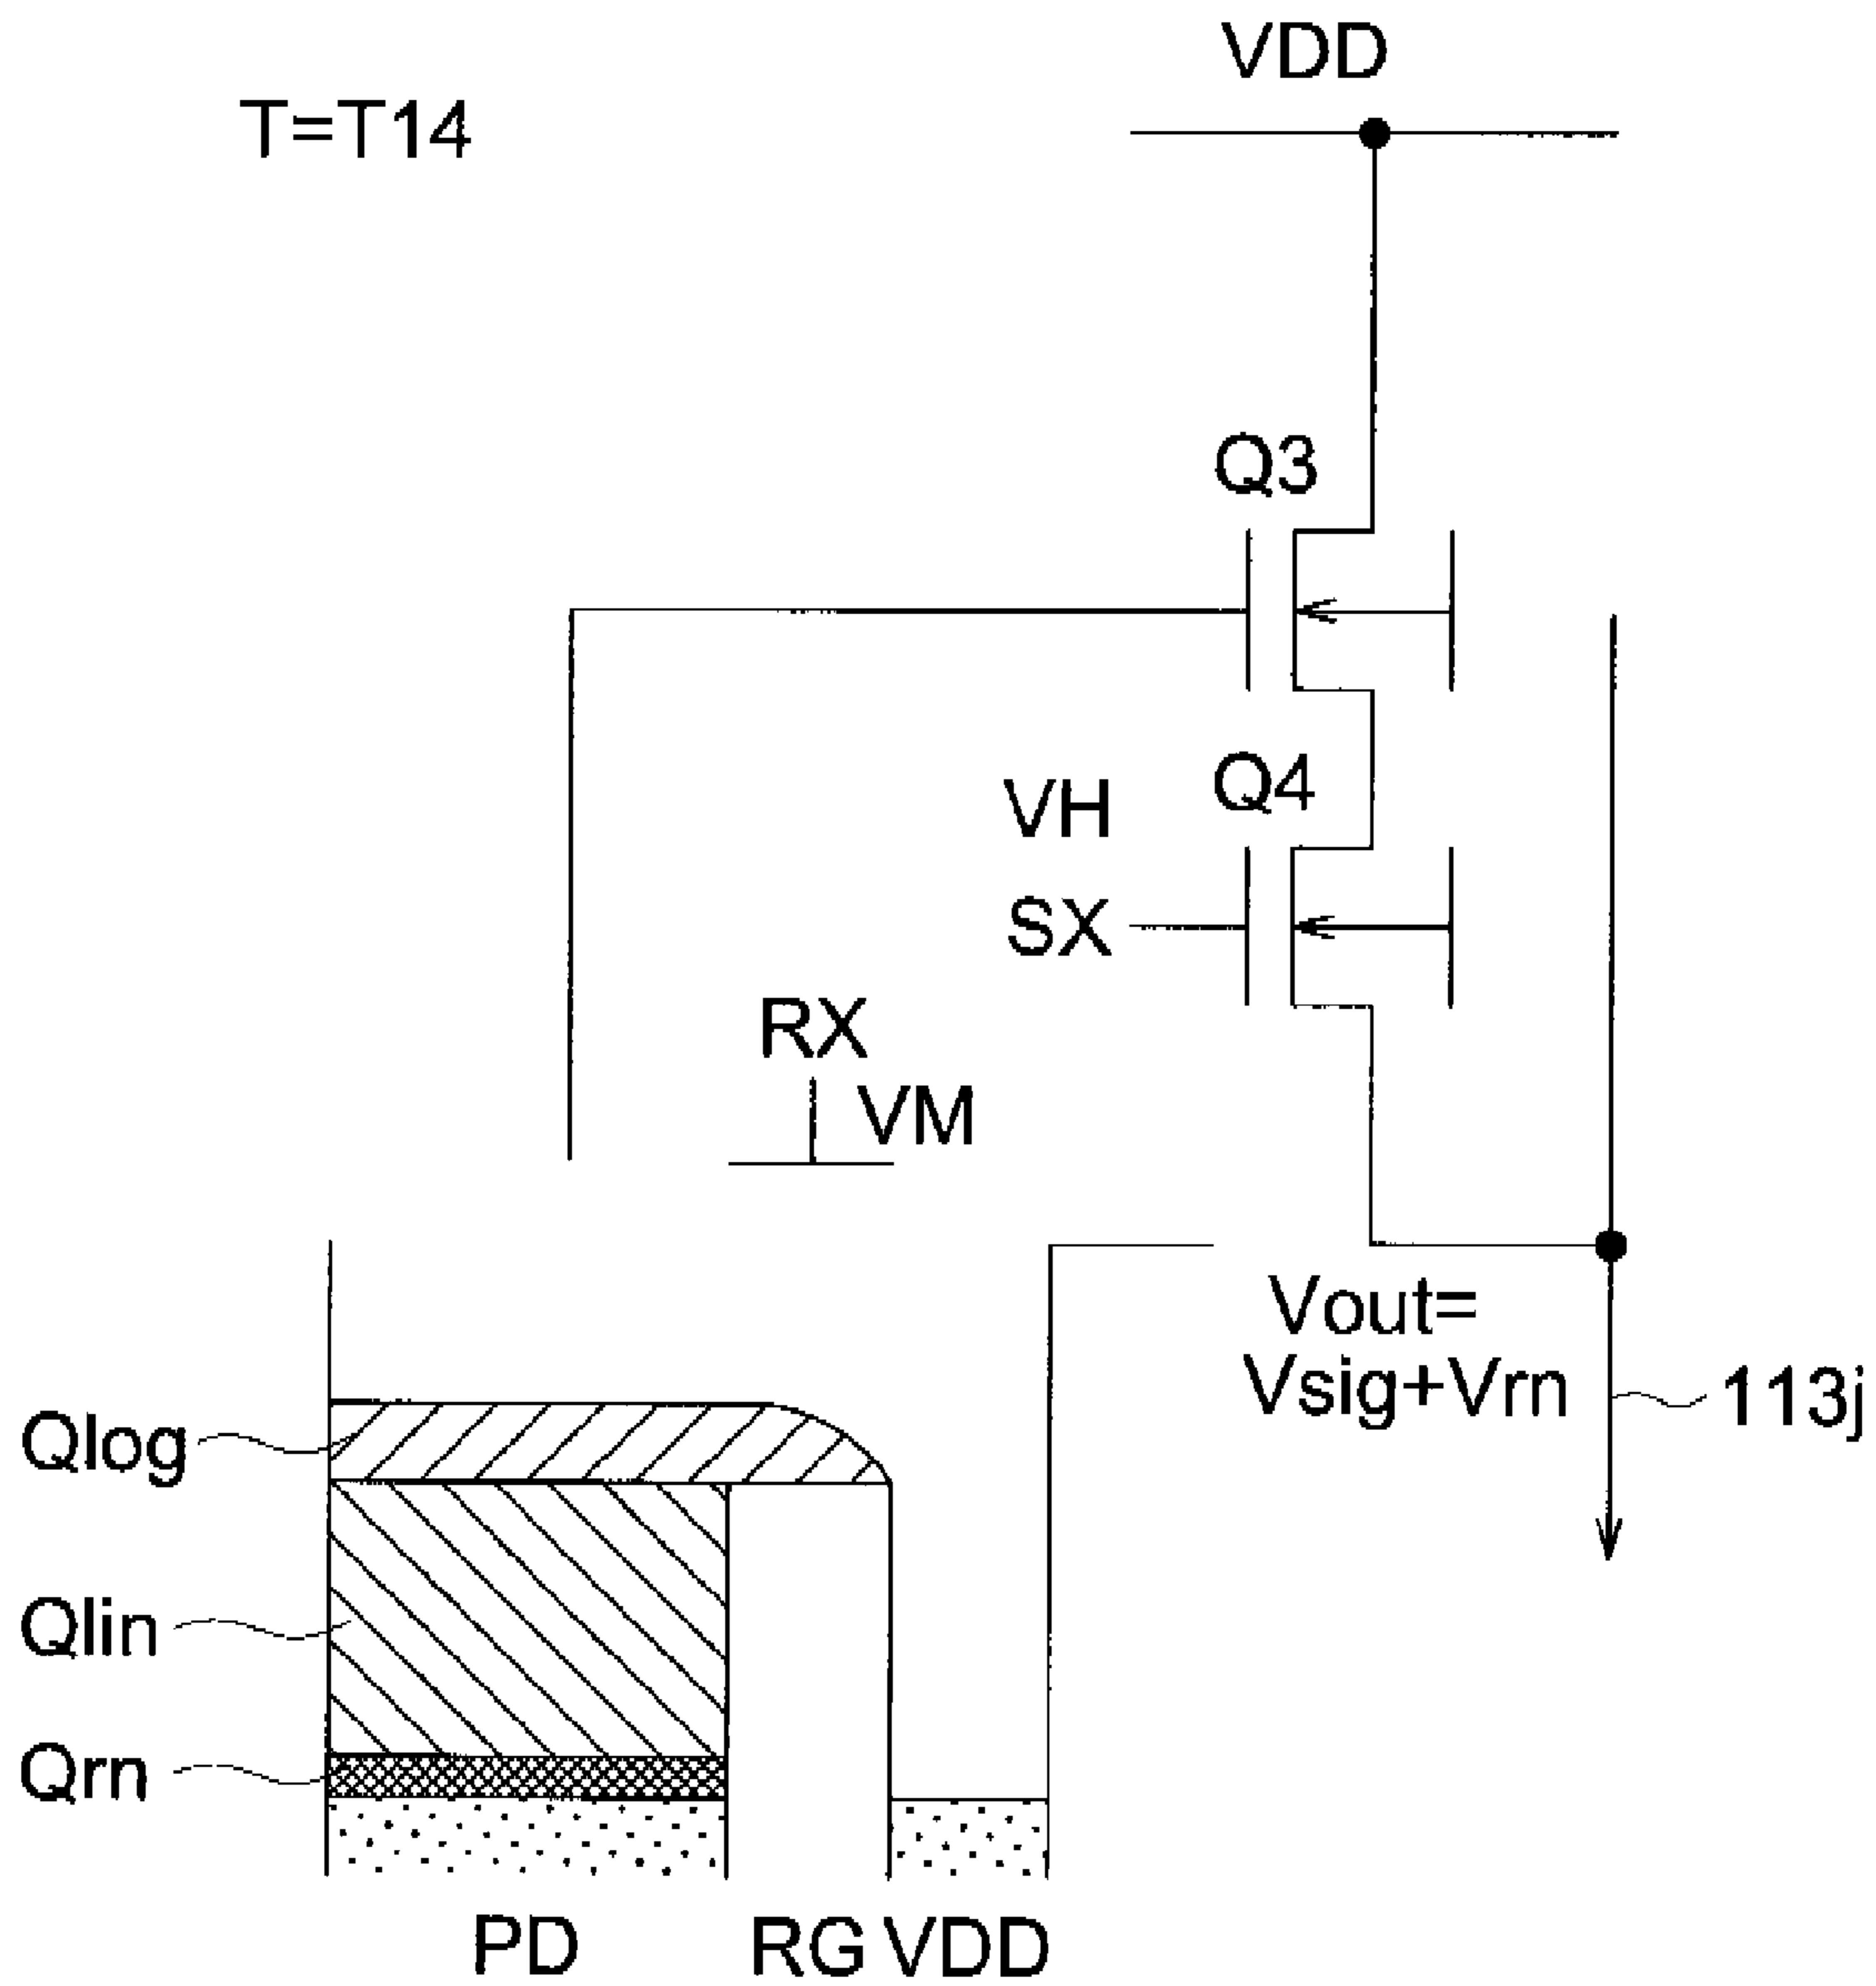 VDD
T=T14
Q3
VH
Q4
SX
RX
VM
Vout=
Vsig+Vrn
113j
Qlog
Qlin
Qrn
PD
RG
VDD